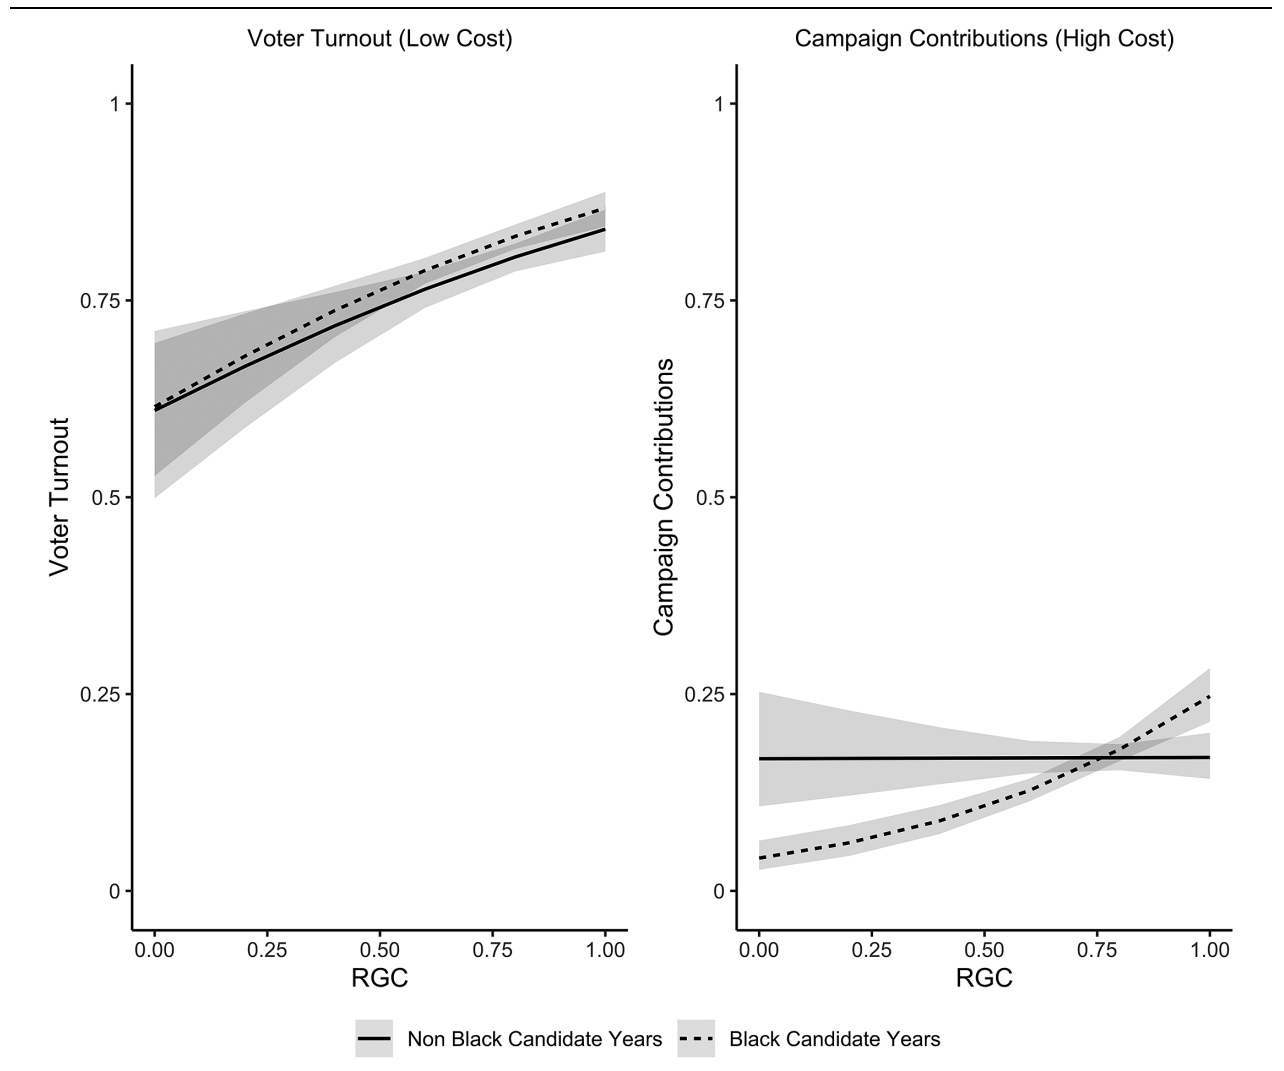 Voter Turnout (Low Cost)
Campaign Contributions (High Cost)
Voter Turnout
1
0.75
0.5
0.25
0
0.00 0.25 0.50 0.75 1.00
RGC
Campaign Contributions
1
0.75
0.5
0.25
0
0.00 0.25 0.50 0.75 1.00
RGC
Non Black Candidate Years
Black Candidate Years